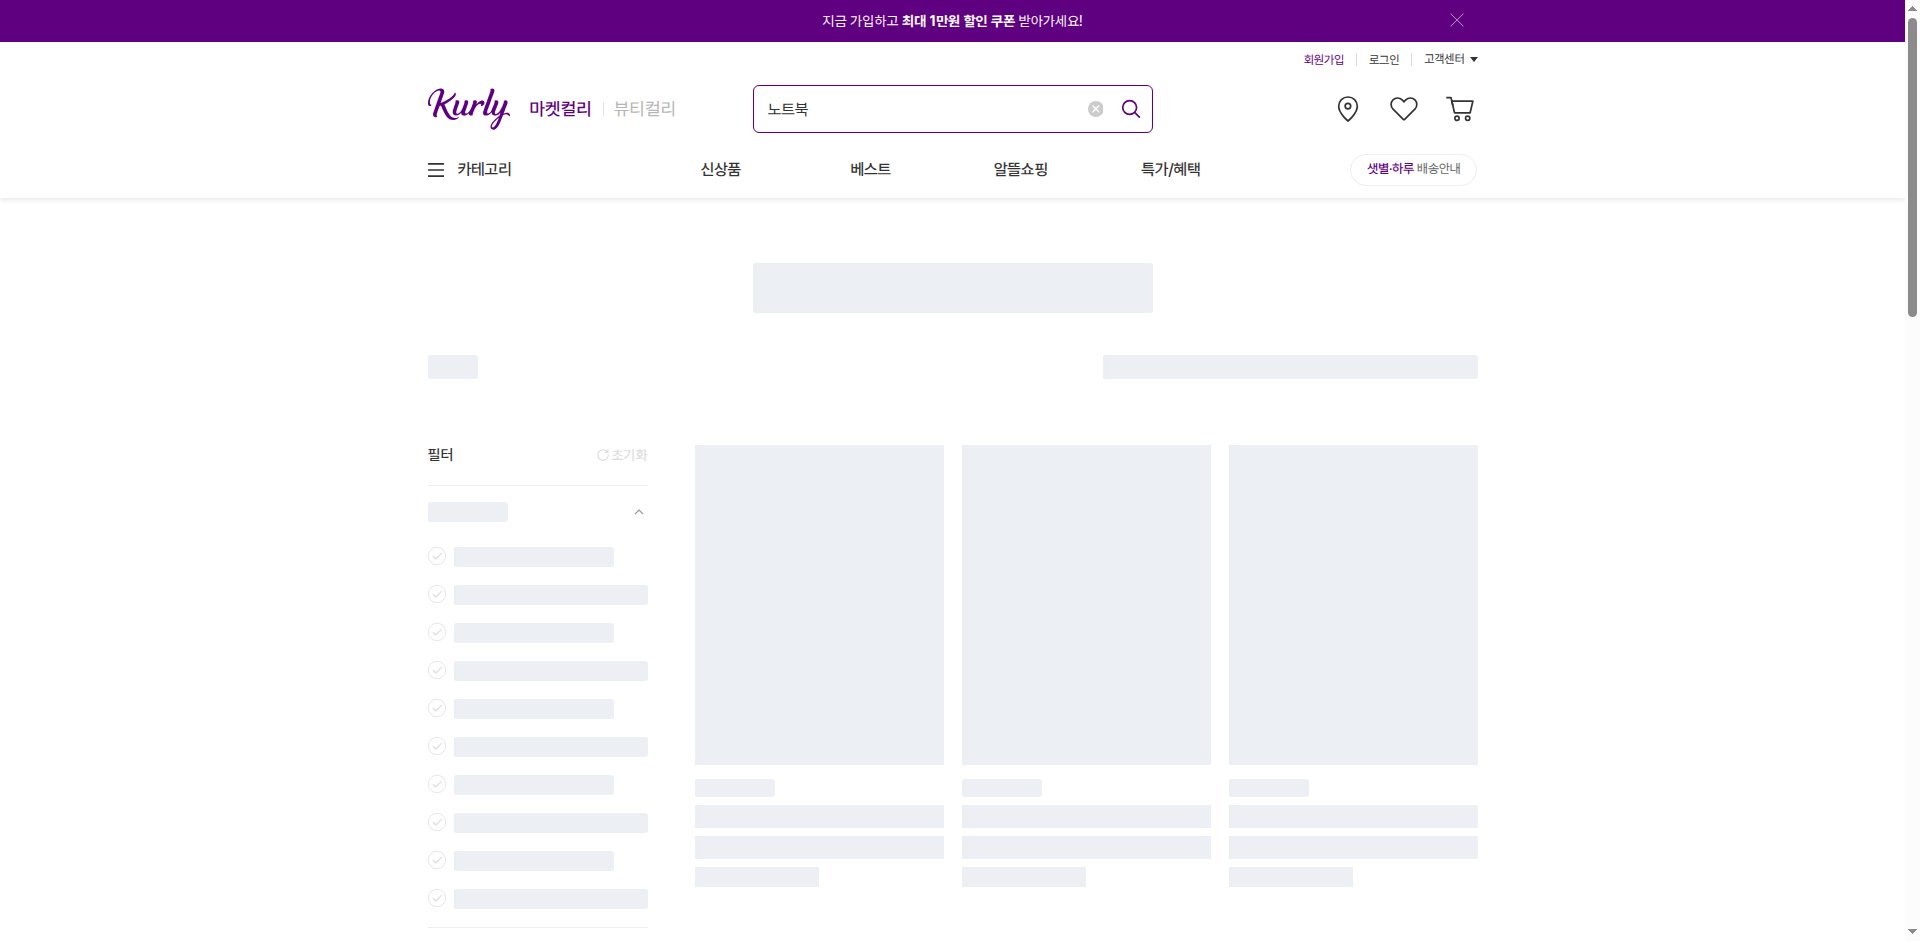 지금 가입하고 최대 1만원 할인 쿠폰 받아가세요!
회원가입 로그인 고객센터
Kurly 마켓컬리 뷰티컬리 노트북
카테고리 신상품 베스트 알뜰쇼핑 특가/혜택 샛별·하루 배송안내
필터 초기화